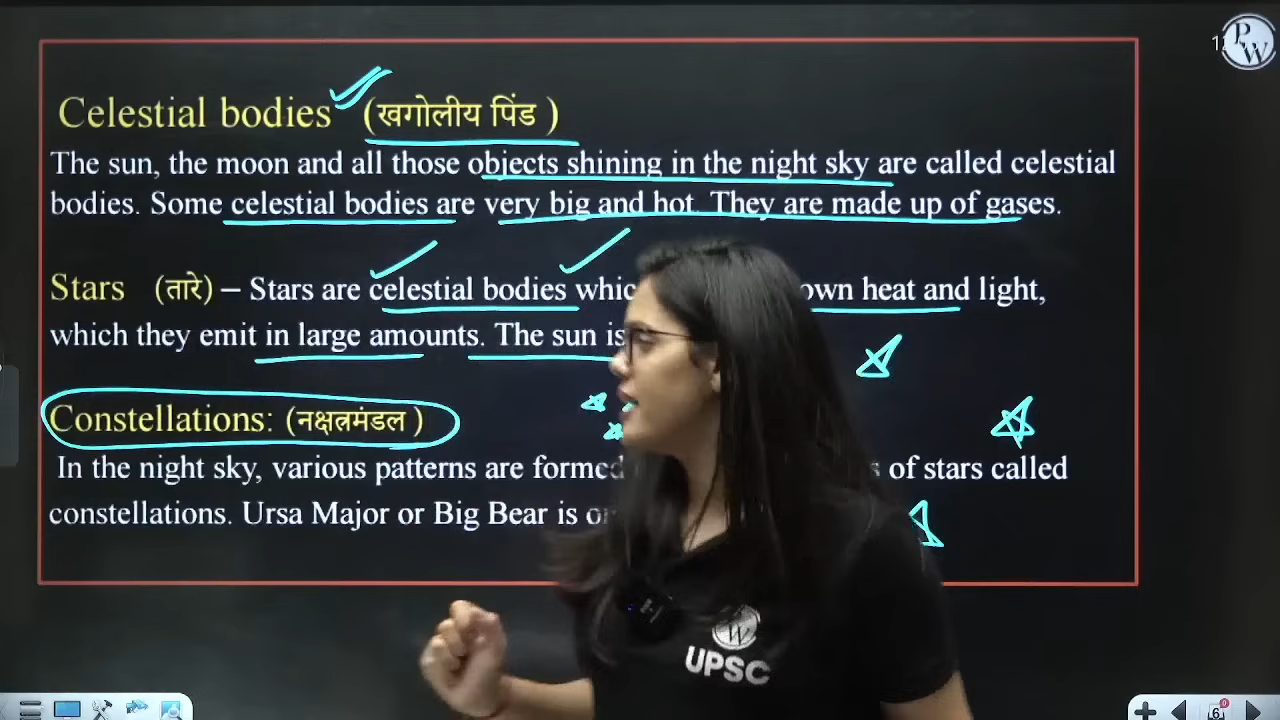 Celestial bodies (खगोलीय पिंड )
The sun, the moon and all those objects shining in the night sky are called celestial
bodies. Some celestial bodies are very big and hot. They are made up of gases.
Stars (तारे) – Stars are celestial bodies own heat and light,
which they emit in large amounts. The sun is
Constellations: (नक्षत्रमंडल )
In the night sky, various patterns are formed of stars called
constellations. Ursa Major or Big Bear is
PW
W
UPSC
6